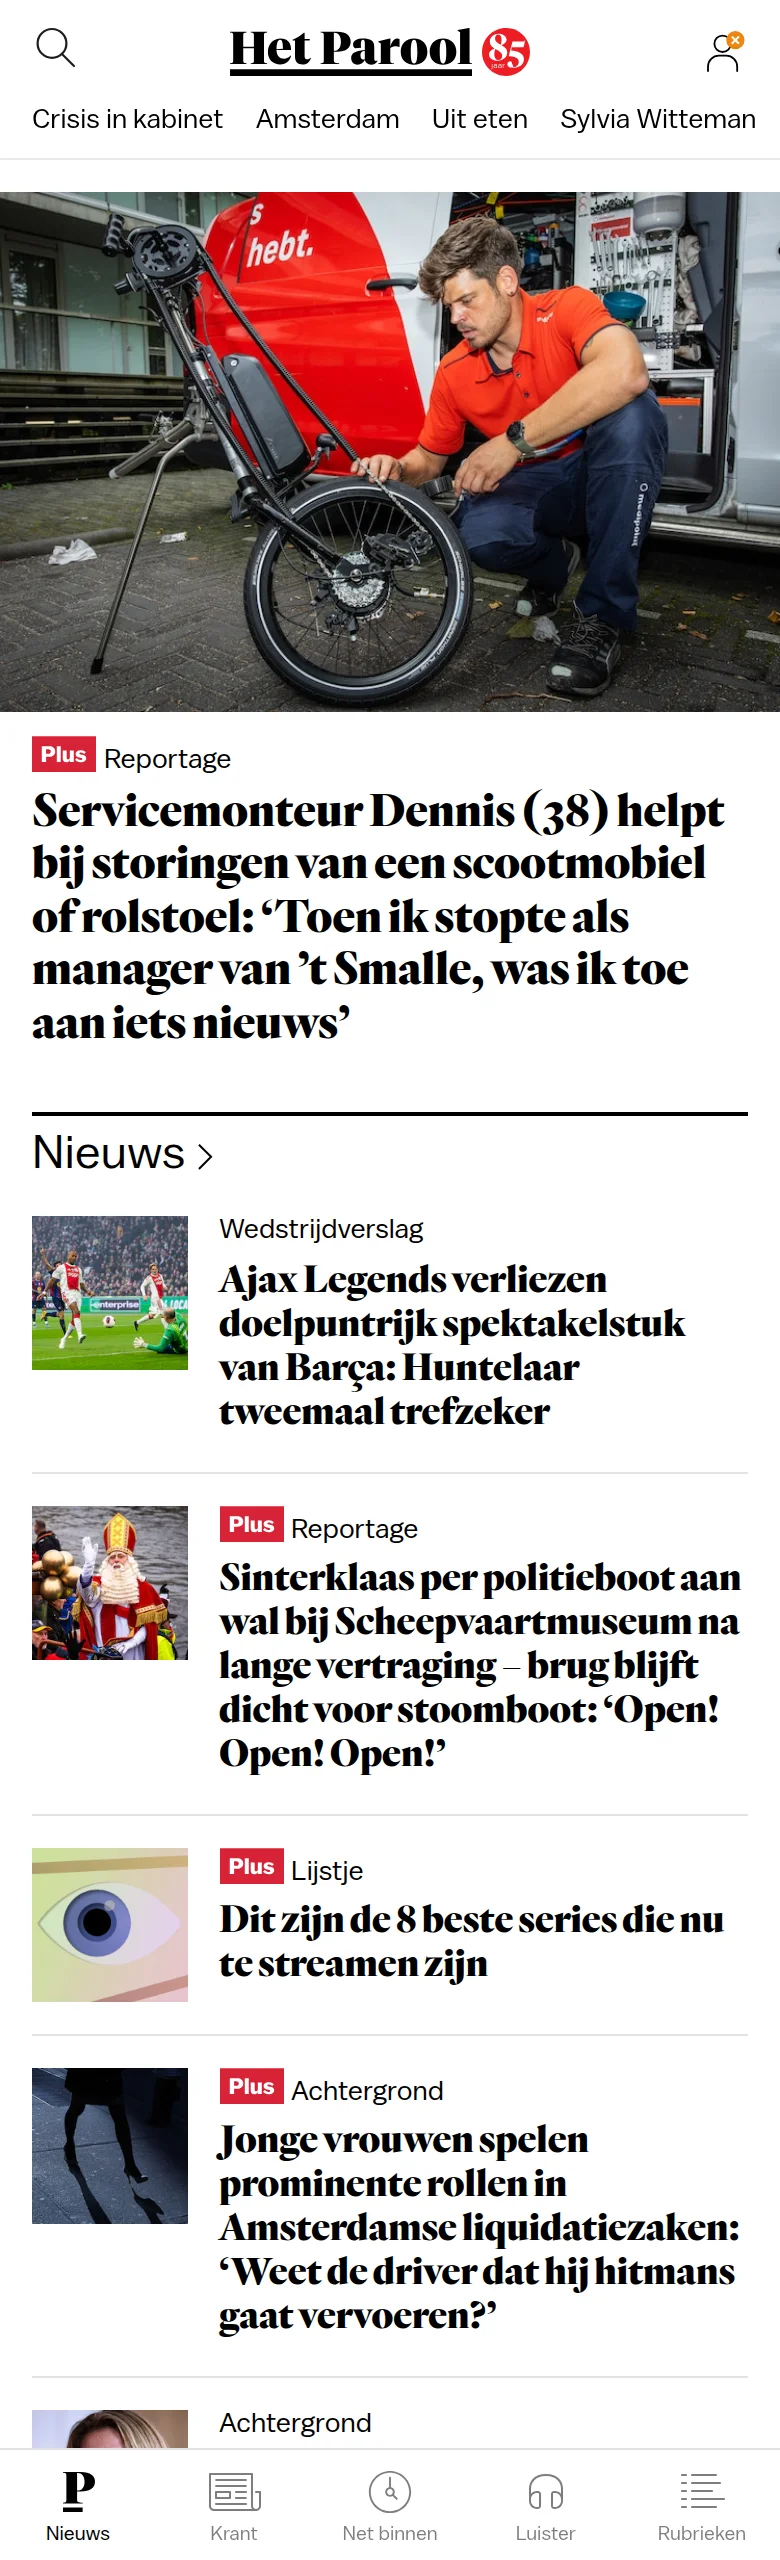 Het Parool 85 jaar
Crisis in kabinet Amsterdam Uit eten Sylvia Witteman
s
hebt.
medipoint
Plus Reportage
Servicemonteur Dennis (38) helpt
bij storingen van een scootmobiel
of rolstoel: ‘Toen ik stopte als
manager van ’t Smalle, was ik toe
aan iets nieuws’
Nieuws
Wedstrijdverslag
enterprise
Ajax Legends verliezen
doelpuntrijk spektakelstuk
van Barça: Huntelaar
tweemaal trefzeker
Plus Reportage
Sinterklaas per politieboot aan
wal bij Scheepvaartmuseum na
lange vertraging – brug blijft
dicht voor stoomboot: ‘Open!
Open! Open!’
Plus Lijstje
Dit zijn de 8 beste series die nu
te streamen zijn
Plus Achtergrond
Jonge vrouwen spelen
prominente rollen in
Amsterdamse liquidatiezaken:
‘Weet de driver dat hij hitmans
gaat vervoeren?’
Achtergrond
P
Nieuws Krant Net binnen Luister Rubrieken